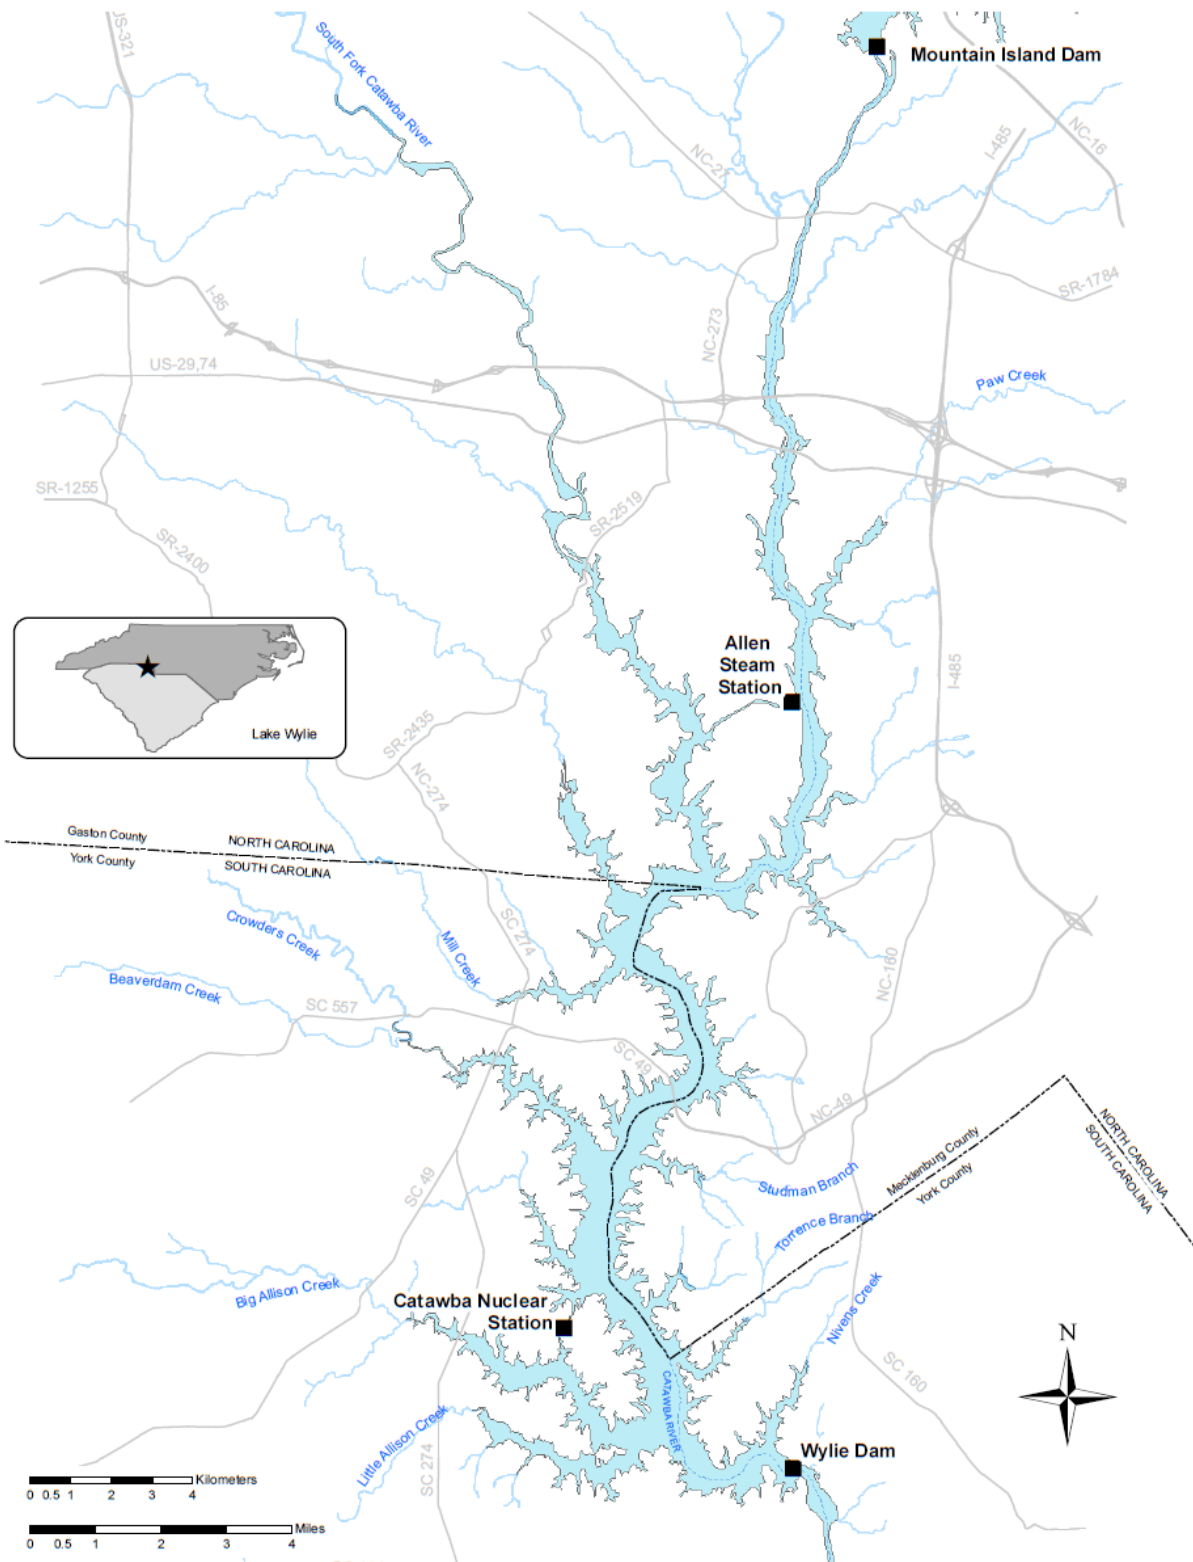 US-321
South Fork Catawba River
Mountain Island Dam
NC-16
I-485
NC-27
SR-1784
I-85
NC-273
US-29,74
Paw Creek
SR-1255
SR-2519
SR-2400
Allen
Steam
Station
I-485
Lake Wylie
SR-2435
NC-274
Gaston County
NORTH CAROLINA
York County
SOUTH CAROLINA
Crowders Creek
SC 274
Mill Creek
NC-160
Beaverdam Creek
SC 557
SC 49
NC-49
NORTH CAROLINA
SOUTH CAROLINA
Mecklenburg County
York County
Studman Branch
SC 49
Torrence Branch
Big Allison Creek
Catawba Nuclear
Station
Nivens Creek
N
SC 160
CATAWBA RIVER
Little Allison Creek
SC 274
Wylie Dam
Kilometers
0 0.5 1 2 3 4
Miles
0 0.5 1 2 3 4